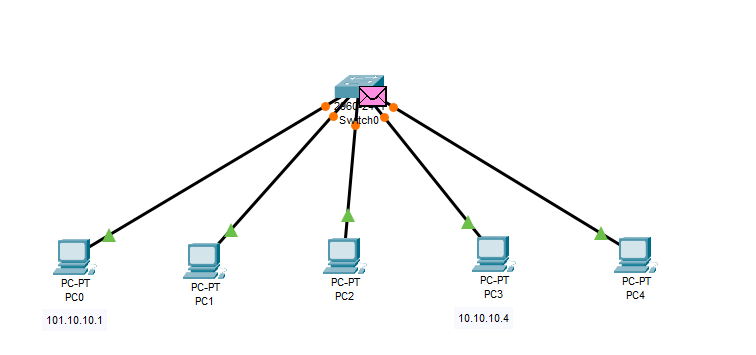 Switch0
PC-PT
PC0
PC-PT
PC1
PC-PT
PC2
PC-PT
PC3
PC-PT
PC4
101.10.10.1
10.10.10.4